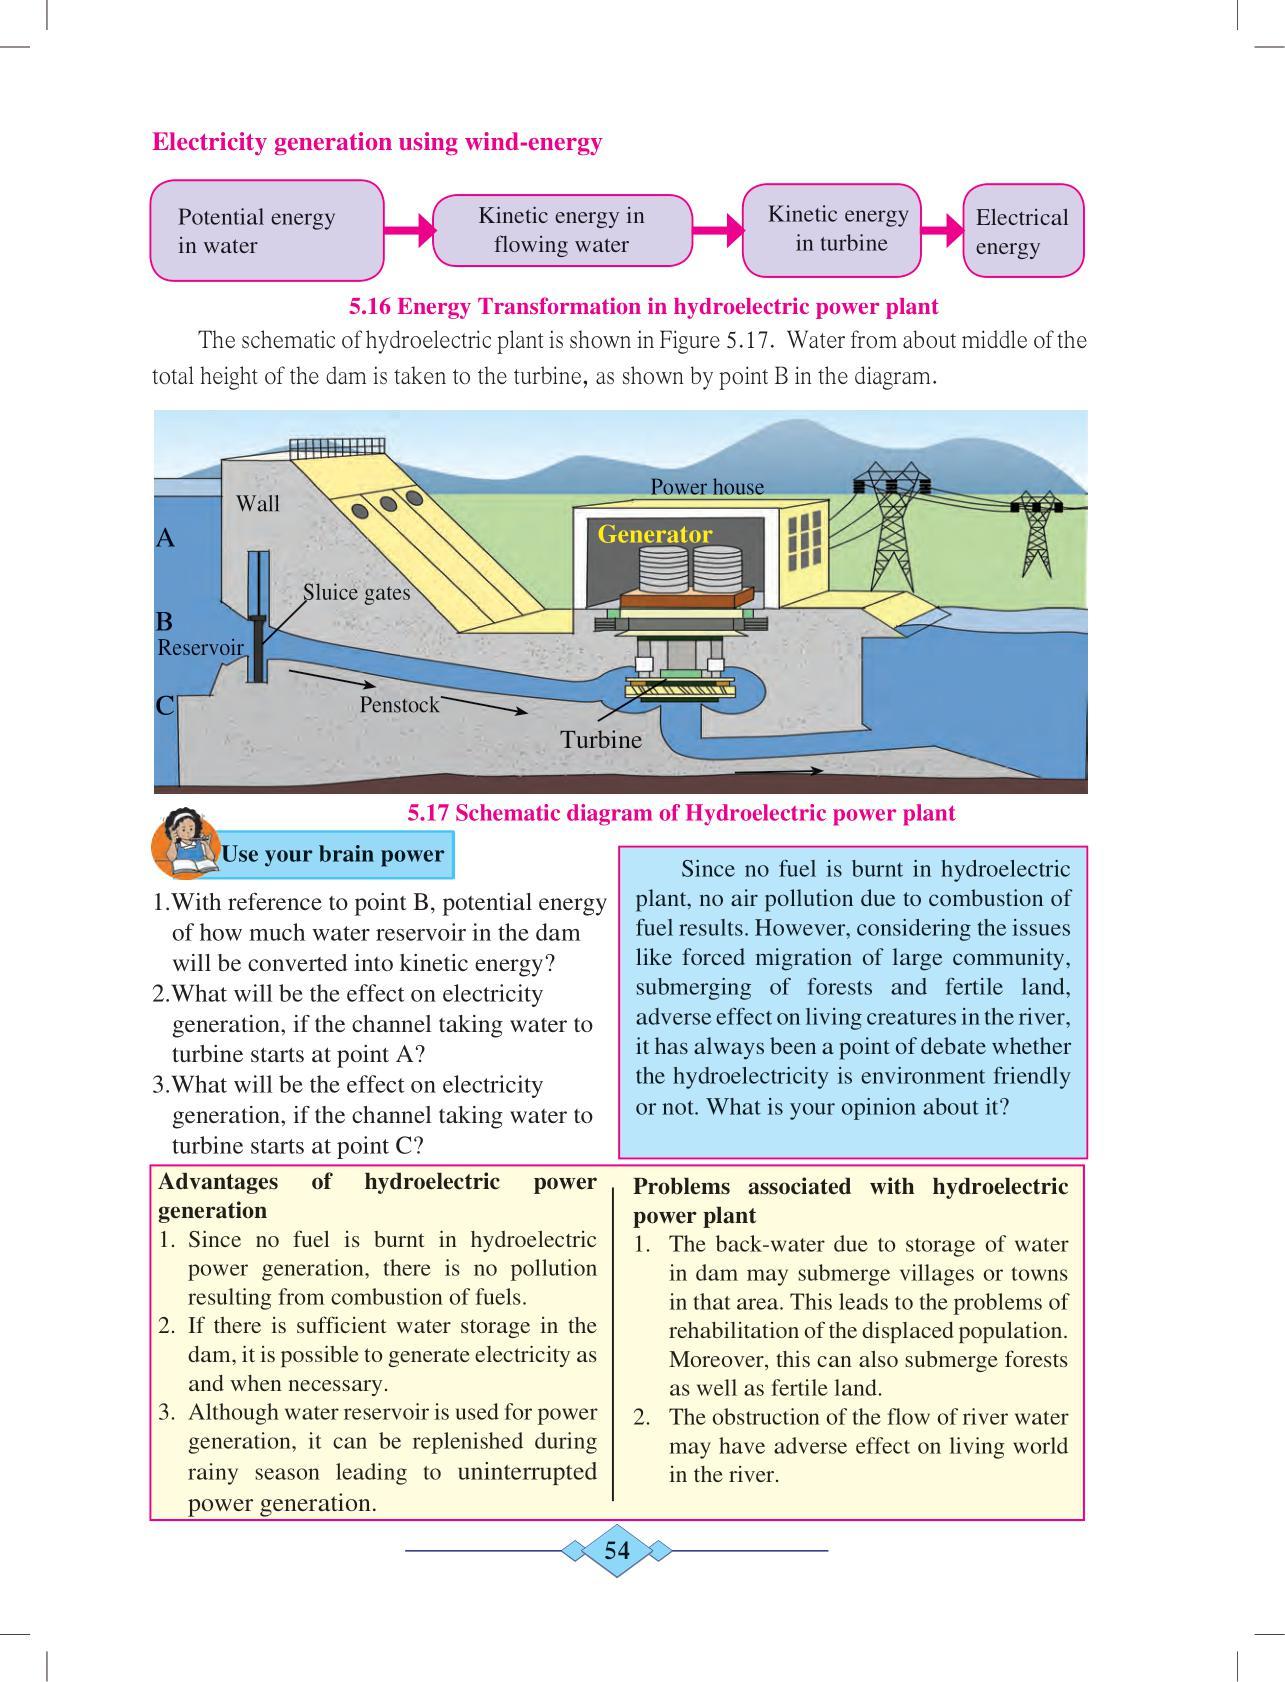 Electricity generation using wind-energy
Potential energy
in water
Kinetic energy in
flowing water
Kinetic energy
in turbine
Electrical
energy
5.16 Energy Transformation in hydroelectric power plant
The schematic of hydroelectric plant is shown in Figure 5.17. Water from about middle of the
total height of the dam is taken to the turbine, as shown by point B in the diagram.
Power house
Wall
Generator
A
Sluice gates
B
Reservoir
C
Penstock
Turbine
5.17 Schematic diagram of Hydroelectric power plant
Use your brain power
1.With reference to point B, potential energy
of how much water reservoir in the dam
will be converted into kinetic energy?
2.What will be the effect on electricity
generation, if the channel taking water to
turbine starts at point A?
3.What will be the effect on electricity
generation, if the channel taking water to
turbine starts at point C?
Since no fuel is burnt in hydroelectric
plant, no air pollution due to combustion of
fuel results. However, considering the issues
like forced migration of large community,
submerging of forests and fertile land,
adverse effect on living creatures in the river,
it has always been a point of debate whether
the hydroelectricity is environment friendly
or not. What is your opinion about it?
Advantages of hydroelectric power
generation
1. Since no fuel is burnt in hydroelectric
power generation, there is no pollution
resulting from combustion of fuels.
2. If there is sufficient water storage in the
dam, it is possible to generate electricity as
and when necessary.
3. Although water reservoir is used for power
generation, it can be replenished during
rainy season leading to uninterrupted
power generation.
Problems associated with hydroelectric
power plant
1. The back-water due to storage of water
in dam may submerge villages or towns
in that area. This leads to the problems of
rehabilitation of the displaced population.
Moreover, this can also submerge forests
as well as fertile land.
2. The obstruction of the flow of river water
may have adverse effect on living world
in the river.
54